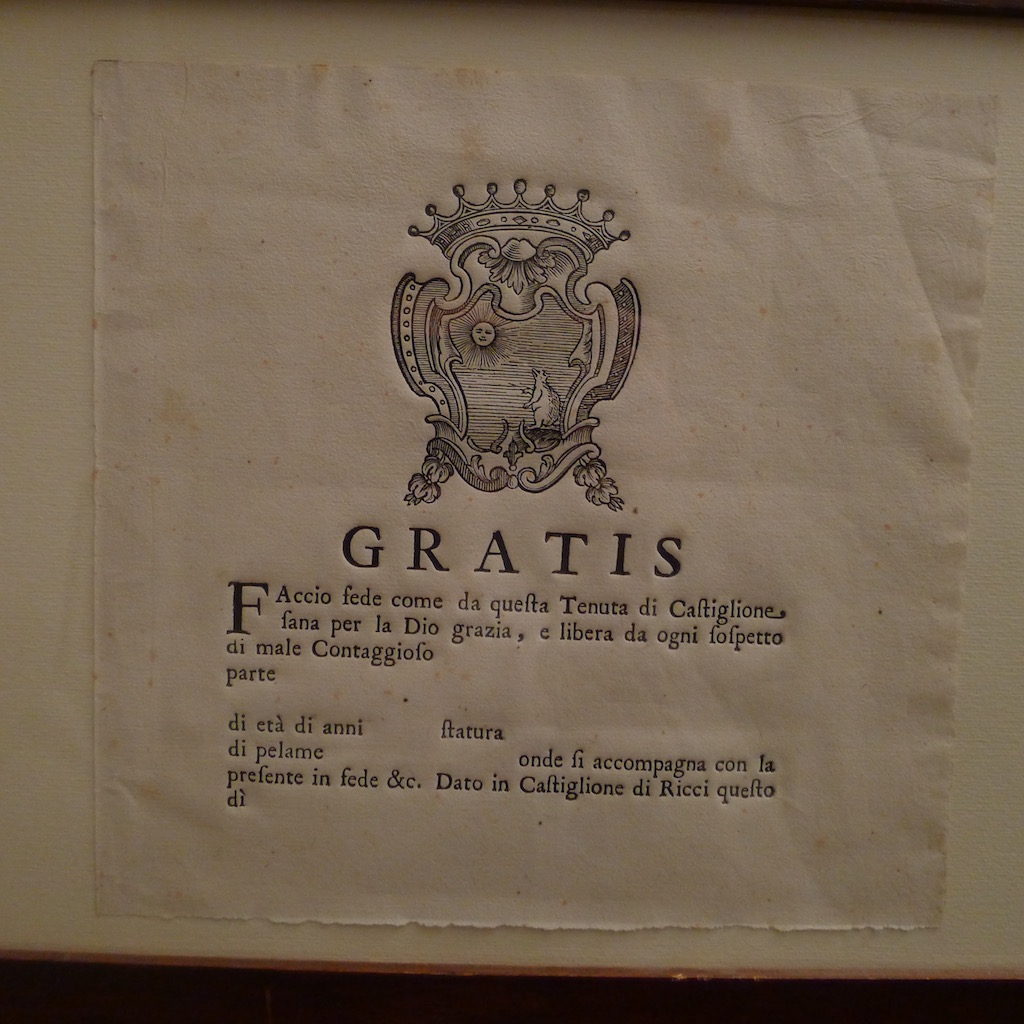 GRATIS
FAccio fede come da queſta Tenuta di Caſtiglione,
ſana per la Dio grazia, e libera da ogni ſoſpetto
di male Contaggioſo
parte
di età di anni ſtatura
di pelame onde ſi accompagna con la
preſente in fede &c. Dato in Caſtiglione di Ricci queſto
dì